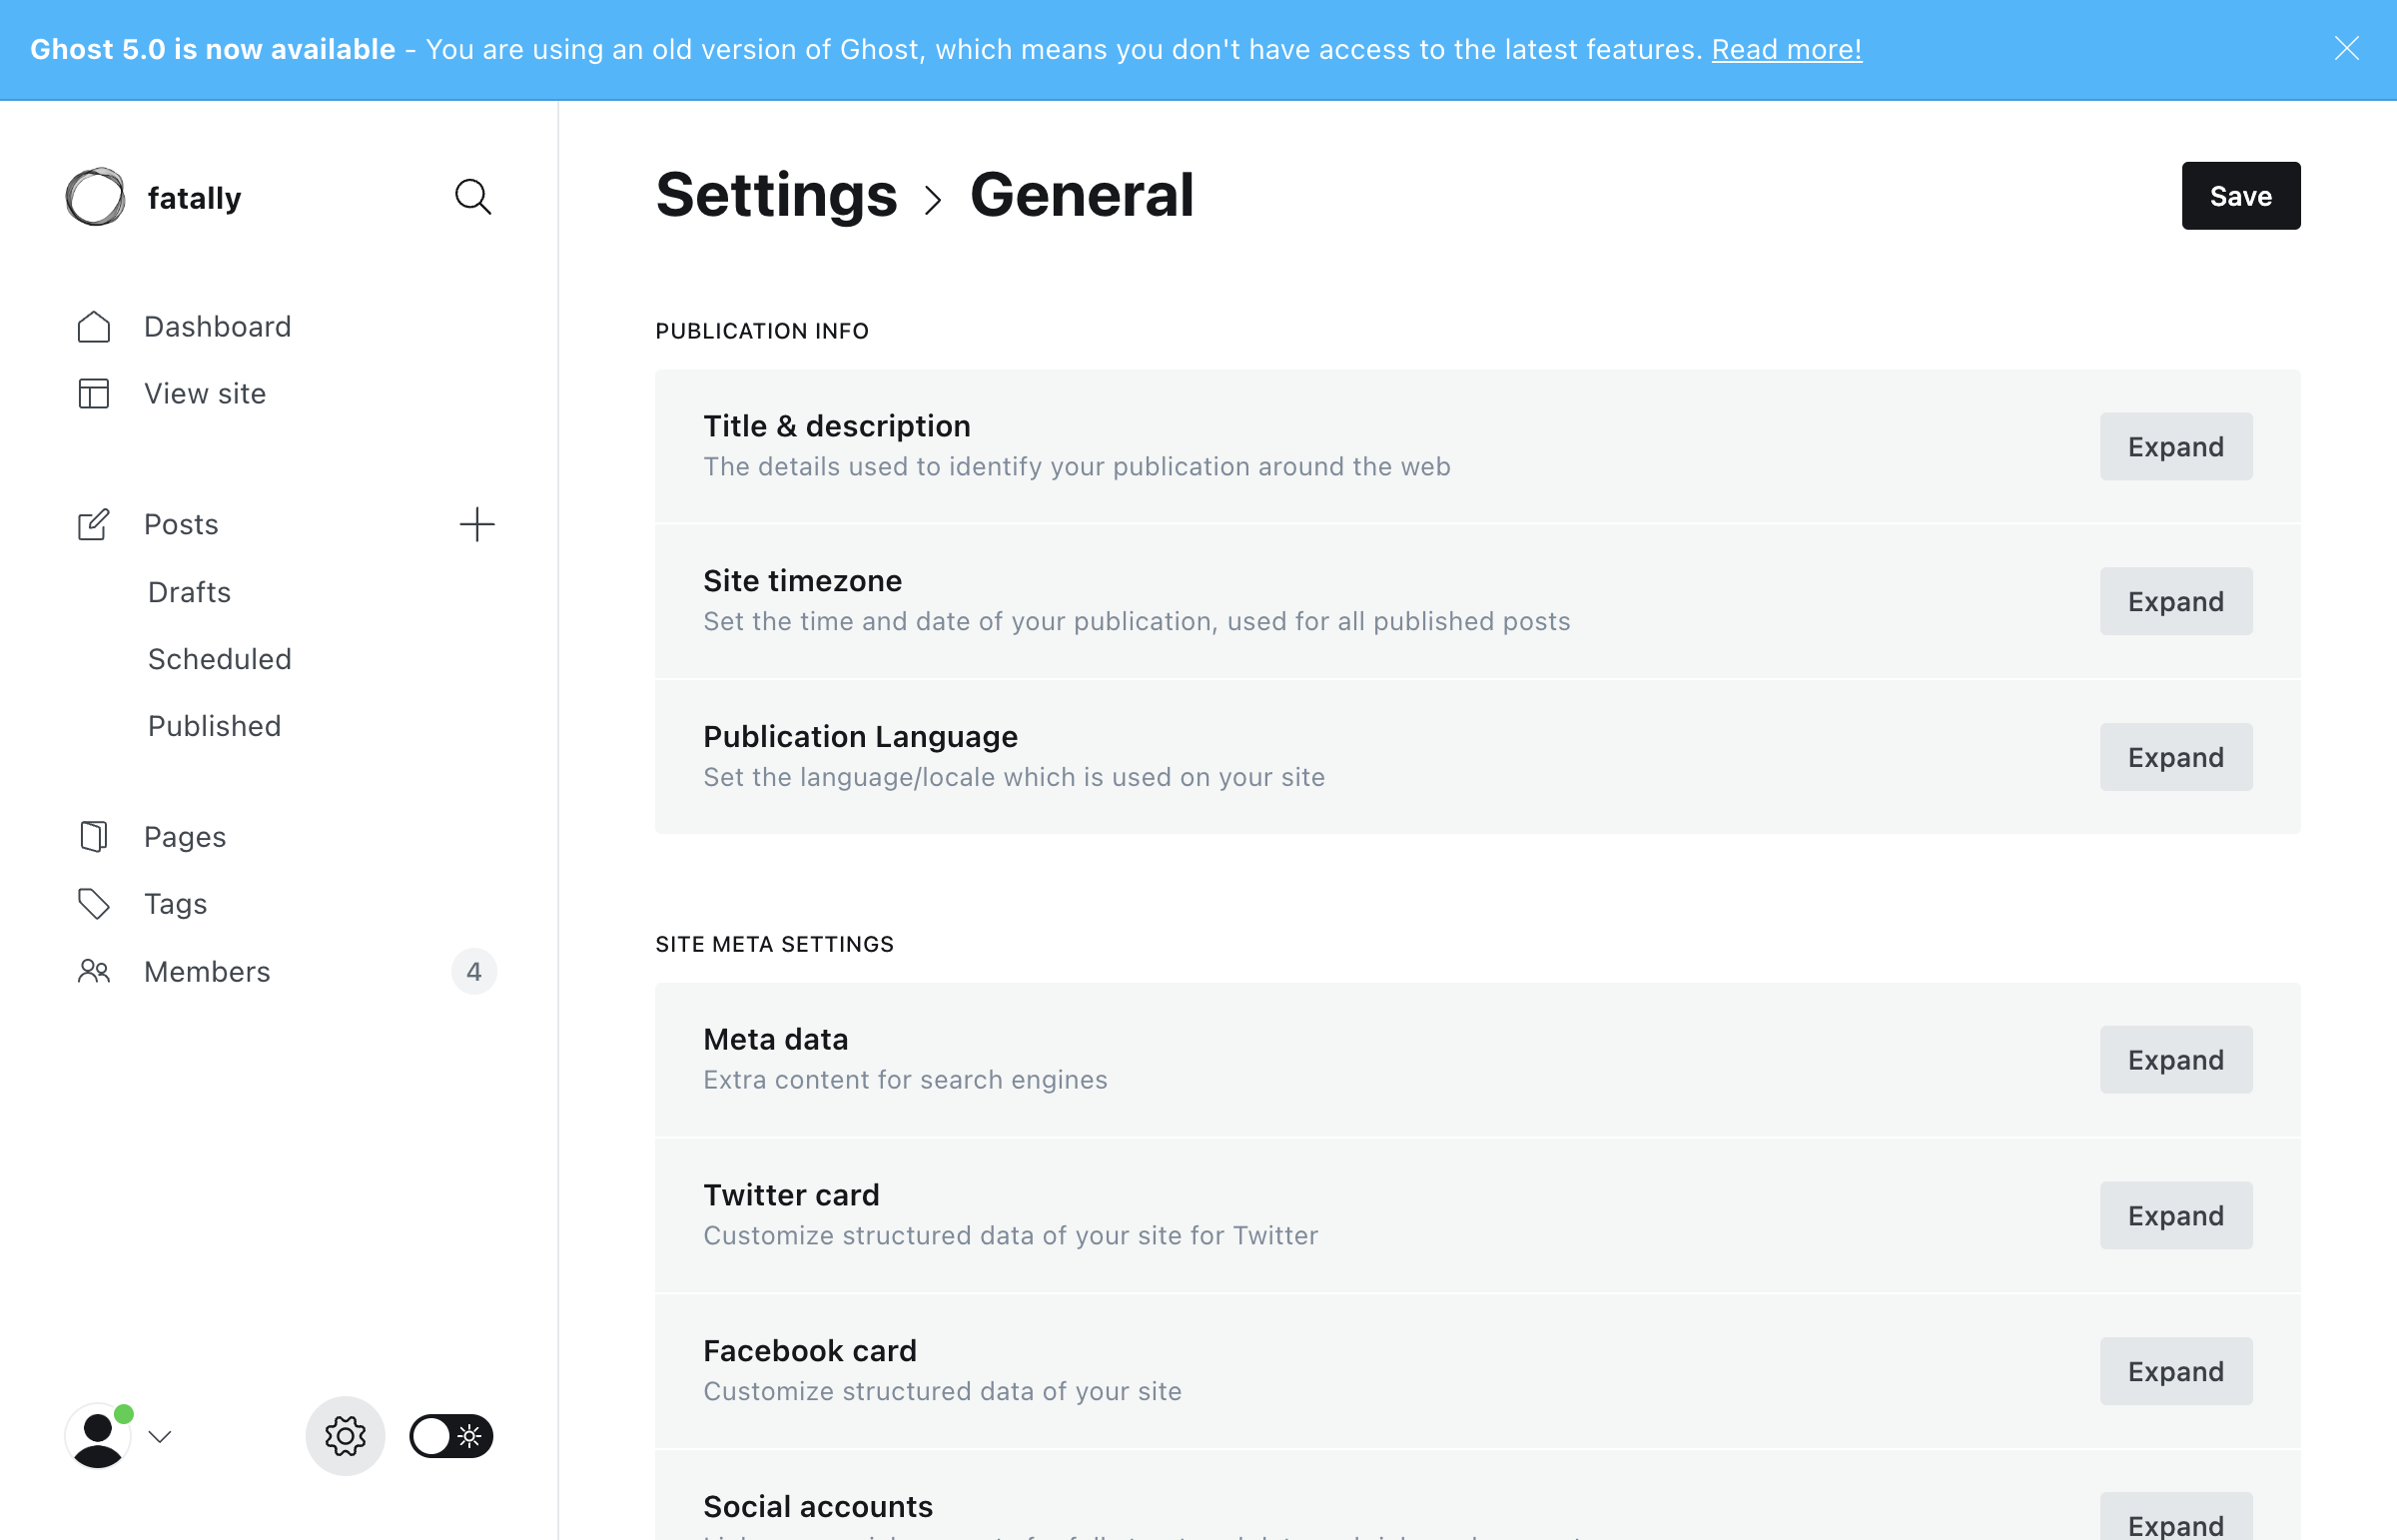 Ghost 5.0 is now available - You are using an old version of Ghost, which means you don't have access to the latest features. Read more!
fatally
Settings > General
Save
Dashboard
View site
Posts
Drafts
Scheduled
Published
Pages
Tags
Members
4
PUBLICATION INFO
Title & description
The details used to identify your publication around the web
Expand
Site timezone
Set the time and date of your publication, used for all published posts
Expand
Publication Language
Set the language/locale which is used on your site
Expand
SITE META SETTINGS
Meta data
Extra content for search engines
Expand
Twitter card
Customize structured data of your site for Twitter
Expand
Facebook card
Customize structured data of your site
Expand
Social accounts
Expand